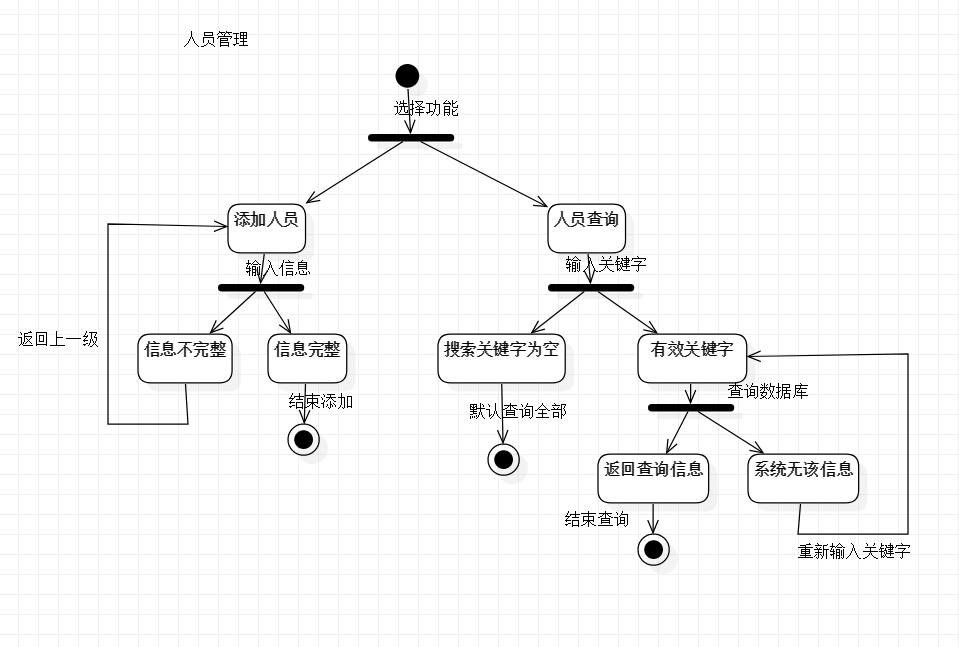 人员管理
选择功能
添加人员
人员查询
输入信息
输入关键字
返回上一级
信息不完整
信息完整
搜索关键字为空
有效关键字
结束添加
默认查询全部
查询数据库
返回查询信息
系统无该信息
结束查询
重新输入关键字